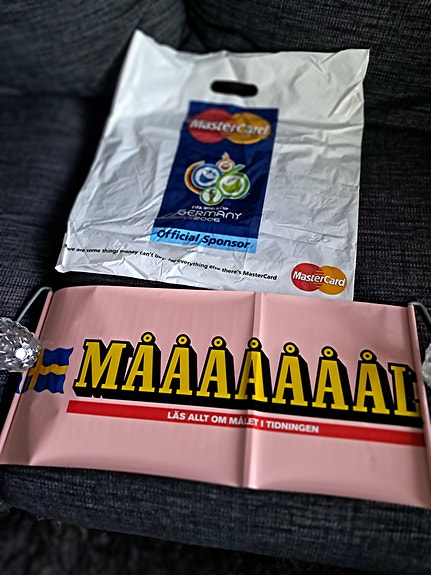 MasterCard
FIFA WORLD CUP
GERMANY
2006
Official Sponsor
There are some things money can't buy, for everything else there's MasterCard
MasterCard
MÅÅÅÅÅÅÅL
LÄS ALLT OM MÅLET I TIDNINGEN